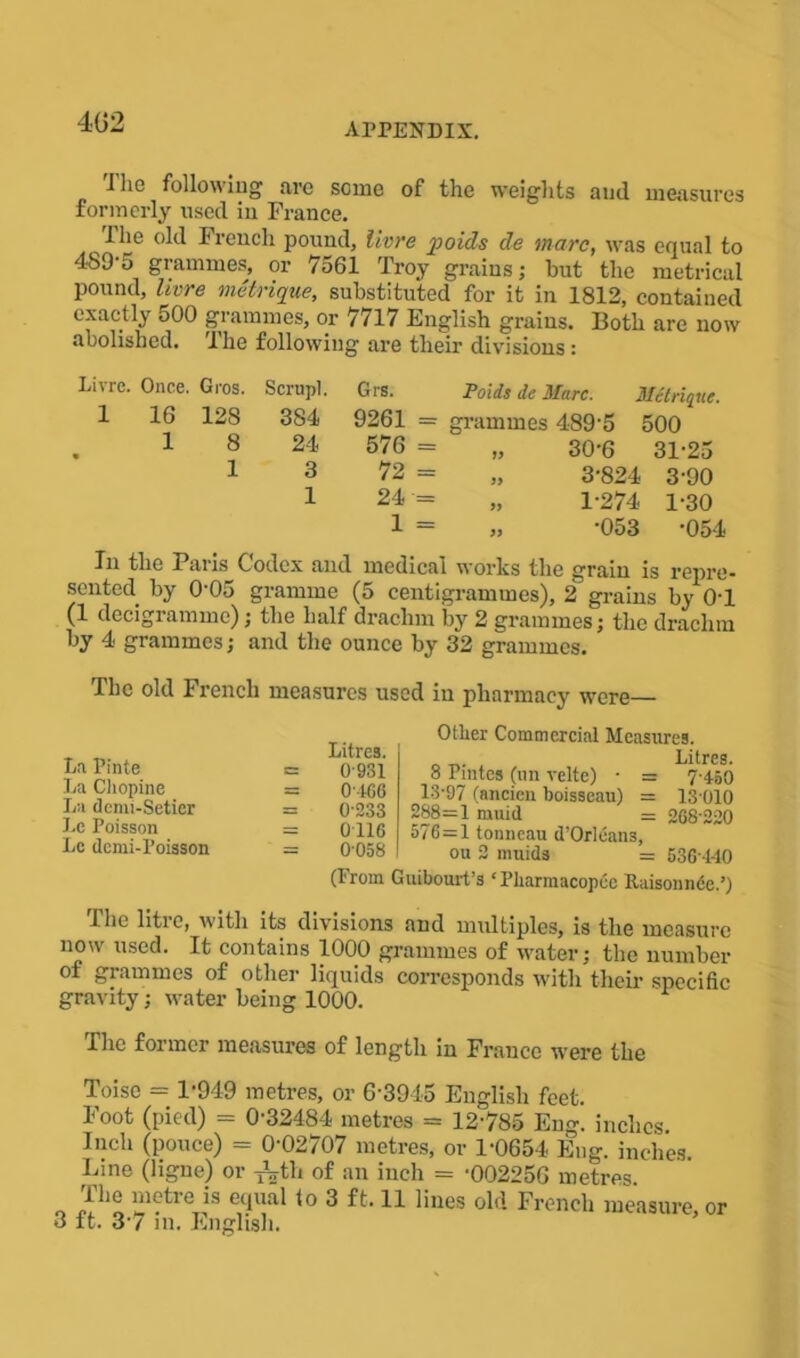 462
APPENDIX.
The following are some of the weights and measures
formerly used in France.
The old French pound, livre poids de marc, was equal to
489·5 grammes, or 7561 Troy grains; but the metrical
pound, livre métrique, substituted for it in 1812, contained
exactly 500 grammes, or 7717 English grains. Both are now
abolished. The following are their divisions:
Livre. Once. Gros. Scrupl. Grs. Poids de Marc. Métrique.
1 16 128 384 9261 = grammes 489·5 500
1 8 24 576 = „ 30·6 31·25
1 3 72 = „ 3·824 3·90
1 24 = „ 1·274 1·30
1 = „ ·053 ·054
In the Paris Codex and medical works the grain is repre-
sented by 0·05 gramme (5 centigrammes), 2 grains by 0·1
(1 decigramme); the half drachm by 2 grammes; the drachm
by 4 grammes; and the ounce by 32 grammes.
The old French measures used in pharmacy were—
Litres.
La Pinte = 0·931
La Chopine = 0·466
La demi-Setier = 0·233
Le Poisson = 0·116
Le demi-Poisson = 0·058
Other Commercial Measures.
Litres.
8 Pintes (un velte) · = 7·450
13·97 (ancien boisseau) = 13·010
288=1 muid = 268·220
576=1 tonneau d'Orléans,
ou 2 muids = 536·440
(From Guibourt's ‘Pharmacopée Raisonnée.’)
The litre, with its divisions and multiples, is the measure
now used. It contains 1000 grammes of water; the number
of grammes of other liquids corresponds with their specific
gravity; water being 1000.
The former measures of length in France were the
Toise = 1·949 metres, or 6·3945 English feet.
Foot (pied) = 0·32484 metres = 12·785 Eng. inches.
Inch (pouce) = 0·02707 metres, or 1·0654 Eng. inches.
Line (ligne) or 1/12th of an inch = ·002256 metres.
The metre is equal to 3 ft. 11 lines old French measure, or
3 ft. 3·7 in. English.